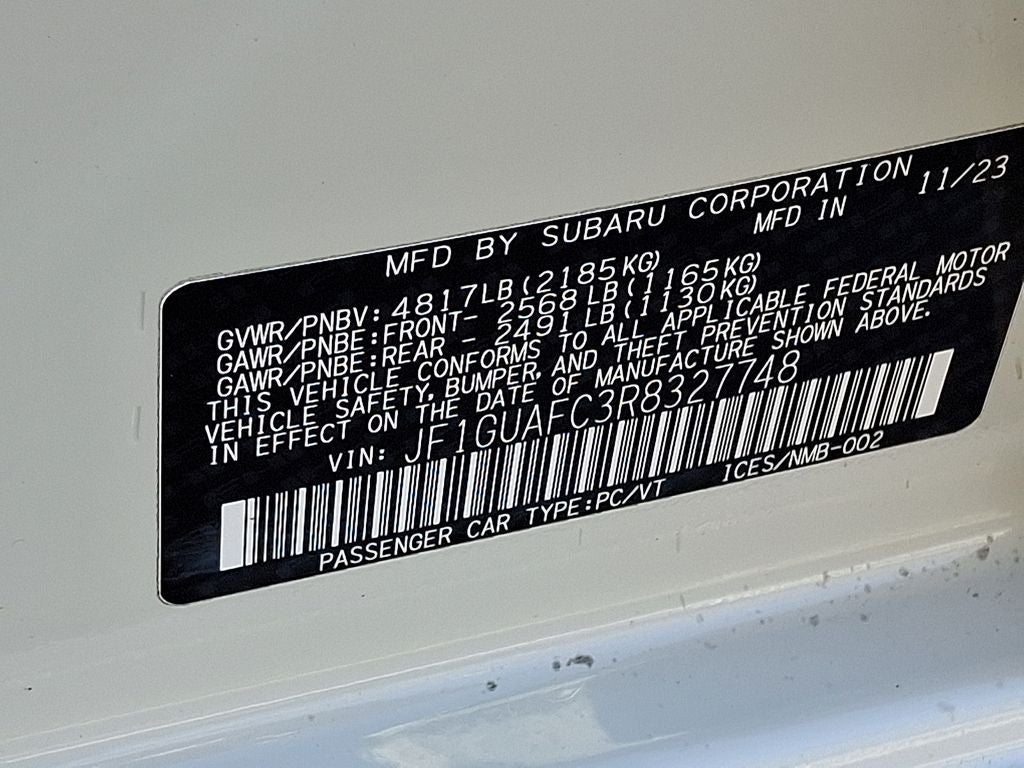 MFD BY SUBARU CORPORATION
MFD IN 11/23
GVWR/PNBV: 4817LB(2185KG)
GAWR/PNBE:FRONT- 2568LB(1165KG)
GAWR/PNBE:REAR - 2491LB(1130KG)
THIS VEHICLE CONFORMS TO ALL APPLICABLE FEDERAL MOTOR
VEHICLE SAFETY,BUMPER,AND THEFT PREVENTION STANDARDS
IN EFFECT ON THE DATE OF MANUFACTURE SHOWN ABOVE.
VIN: JF1GUAFC3R8327748
PASSENGER CAR TYPE:PC/VT ICES/NMB-002